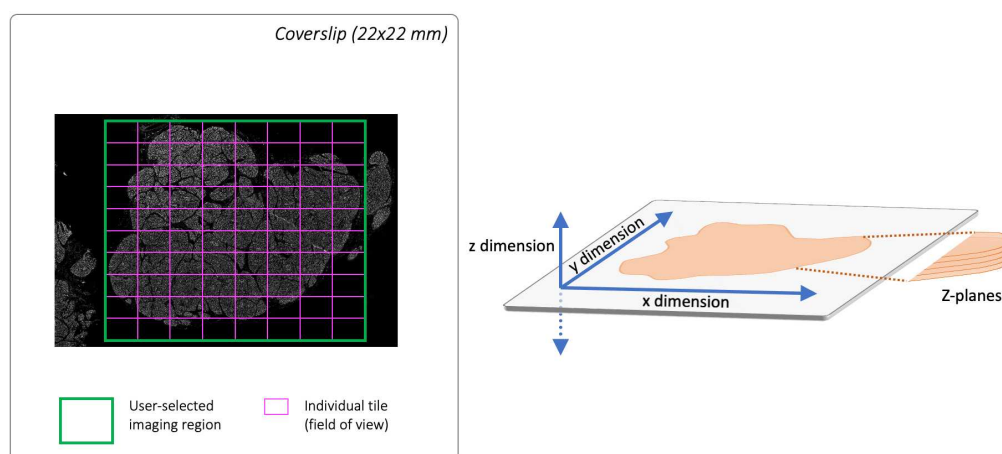 Coverslip (22x22 mm)
User-selected
imaging region
Individual tile
(field of view)
z dimension
y dimension
x dimension
Z-planes